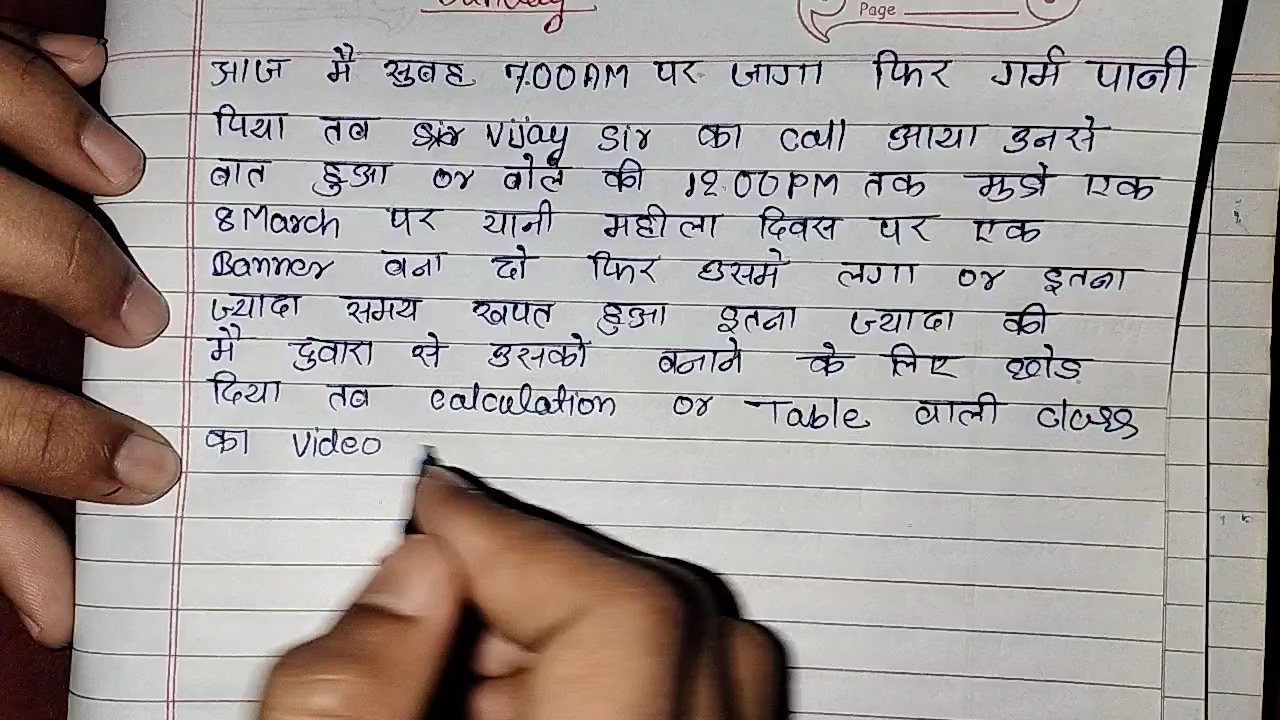 Sunday
Page
आज मै सुबह 7.00AM पर जागा फिर गर्म पानी
पिया तब Vijay Sir का Call आया उनसे
बात हुआ or बोले की 12.00PM तक मुझे एक
8 March पर यानी महीला दिवस पर एक
Banner बना दो फिर उसमे लगा or इतना
ज्यादा समय खपत हुआ इतना ज्यादा की
मै दुवारा से उसको बनाने के लिए छोड
दिया तब calculation or Table वाली class
का video